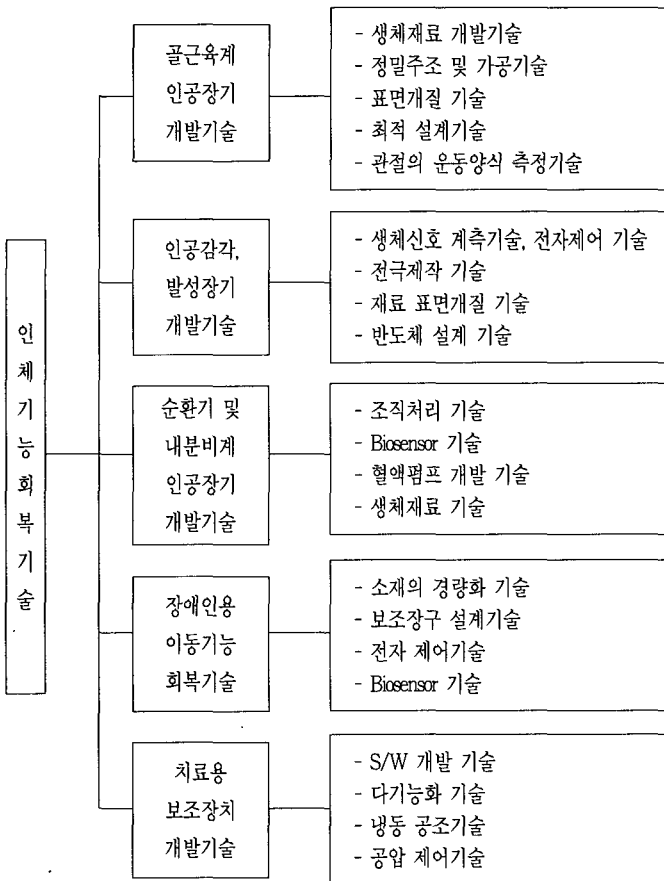 인체기능회복기술
골근육계
인공장기
개발기술
- 생체재료 개발기술
- 정밀주조 및 가공기술
- 표면개질 기술
- 최적 설계기술
- 관절의 운동양식 측정기술
인공감각,
발성장기
개발기술
- 생체신호 계측기술, 전자제어 기술
- 전극제작 기술
- 재료 표면개질 기술
- 반도체 설계 기술
순환기 및
내분비계
인공장기
개발기술
- 조직처리 기술
- Biosensor 기술
- 혈액펌프 개발 기술
- 생체재료 기술
장애인용
이동기능
회복기술
- 소재의 경량화 기술
- 보조장구 설계기술
- 전자 제어기술
- Biosensor 기술
치료용
보조장치
개발기술
- S/W 개발 기술
- 다기능화 기술
- 냉동 공조기술
- 공압 제어기술